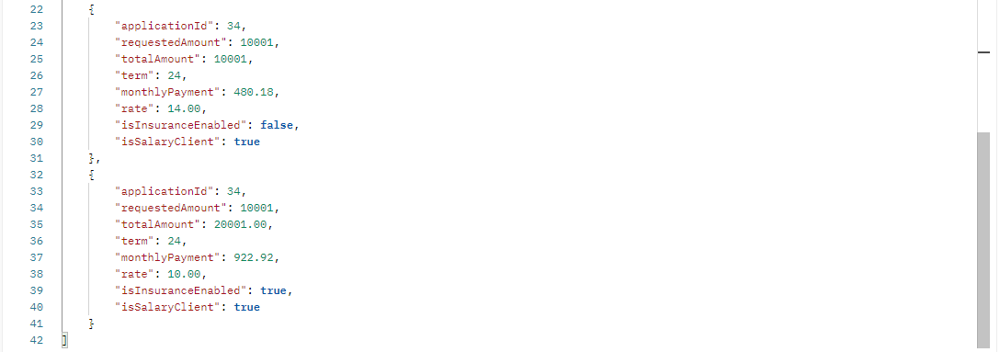 22 {
23 "applicationId": 34,
24 "requestedAmount": 10001,
25 "totalAmount": 10001,
26 "term": 24,
27 "monthlyPayment": 480.18,
28 "rate": 14.00,
29 "isInsuranceEnabled": false,
30 "isSalaryClient": true
31 },
32 {
33 "applicationId": 34,
34 "requestedAmount": 10001,
35 "totalAmount": 20001.00,
36 "term": 24,
37 "monthlyPayment": 922.92,
38 "rate": 10.00,
39 "isInsuranceEnabled": true,
40 "isSalaryClient": true
41 }
42 ]